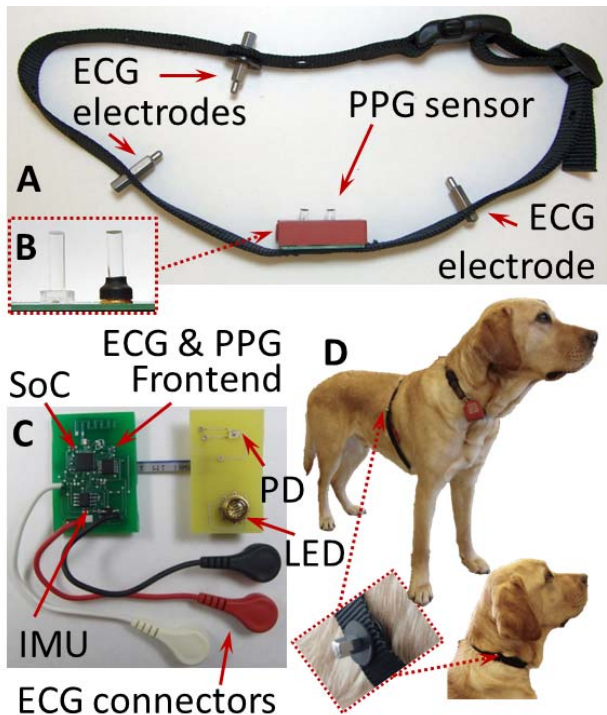 ECG
electrodes
PPG sensor
A
ECG
electrode
B
ECG & PPG
Frontend
SoC
D
C
PD
LED
IMU
ECG connectors